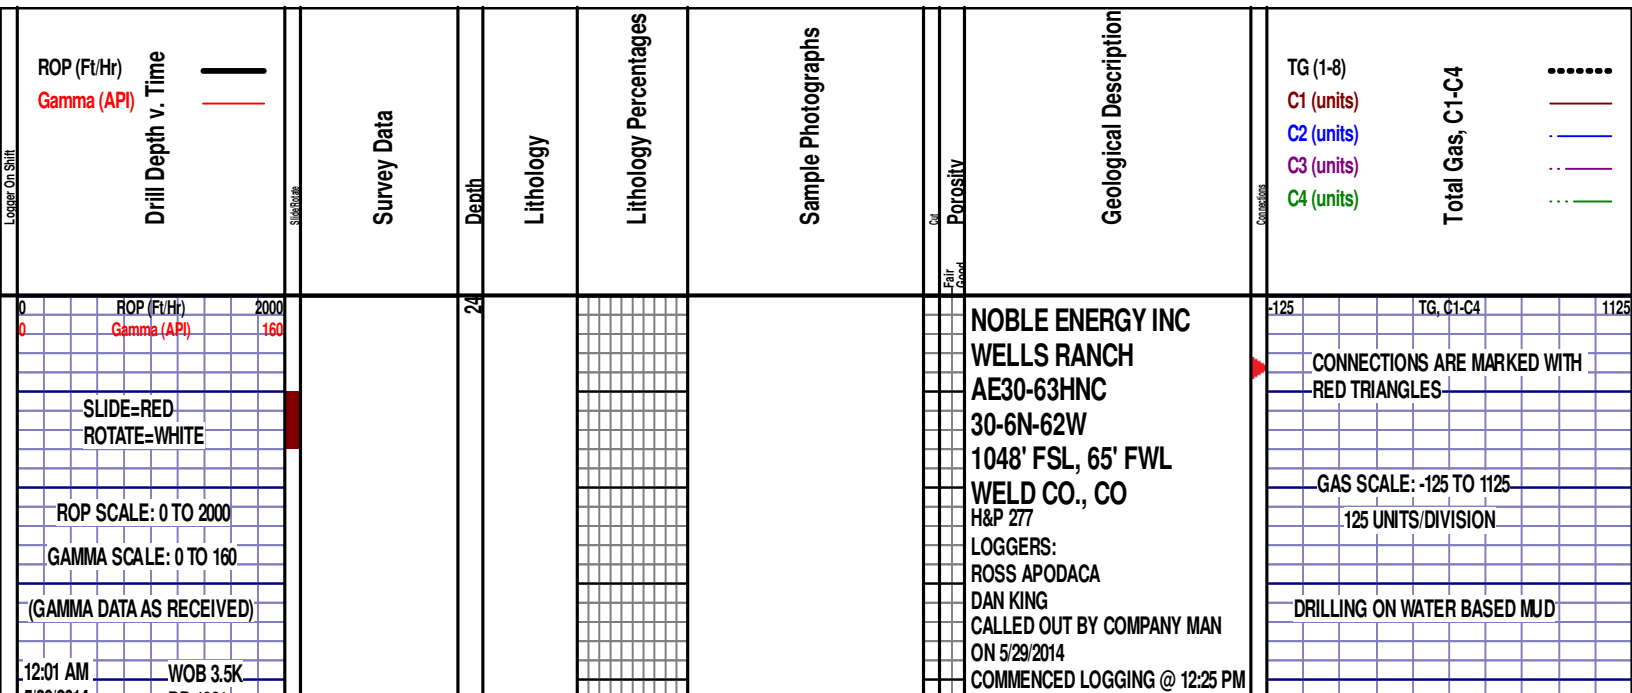 Logger On Shift
ROP (Ft/Hr)
Gamma (API)
Drill Depth v. Time
Slide/Rotate
Survey Data
Depth
Lithology
Lithology Percentages
Sample Photographs
Cut
Porosity
Fair
Good
Geological Description
Connections
TG (1-8)
C1 (units)
C2 (units)
C3 (units)
C4 (units)
Total Gas, C1-C4
0 ROP (Ft/Hr) 2000
0 Gamma (API) 160
SLIDE=RED
ROTATE=WHITE
ROP SCALE: 0 TO 2000
GAMMA SCALE: 0 TO 160
(GAMMA DATA AS RECEIVED)
12:01 AM WOB 3.5K
NOBLE ENERGY INC
WELLS RANCH
AE30-63HNC
30-6N-62W
1048' FSL, 65' FWL
WELD CO., CO
H&P 277
LOGGERS:
ROSS APODACA
DAN KING
CALLED OUT BY COMPANY MAN
ON 5/29/2014
COMMENCED LOGGING @ 12:25 PM
-125 TG, C1-C4 1125
CONNECTIONS ARE MARKED WITH
RED TRIANGLES
GAS SCALE: -125 TO 1125
125 UNITS/DIVISION
DRILLING ON WATER BASED MUD